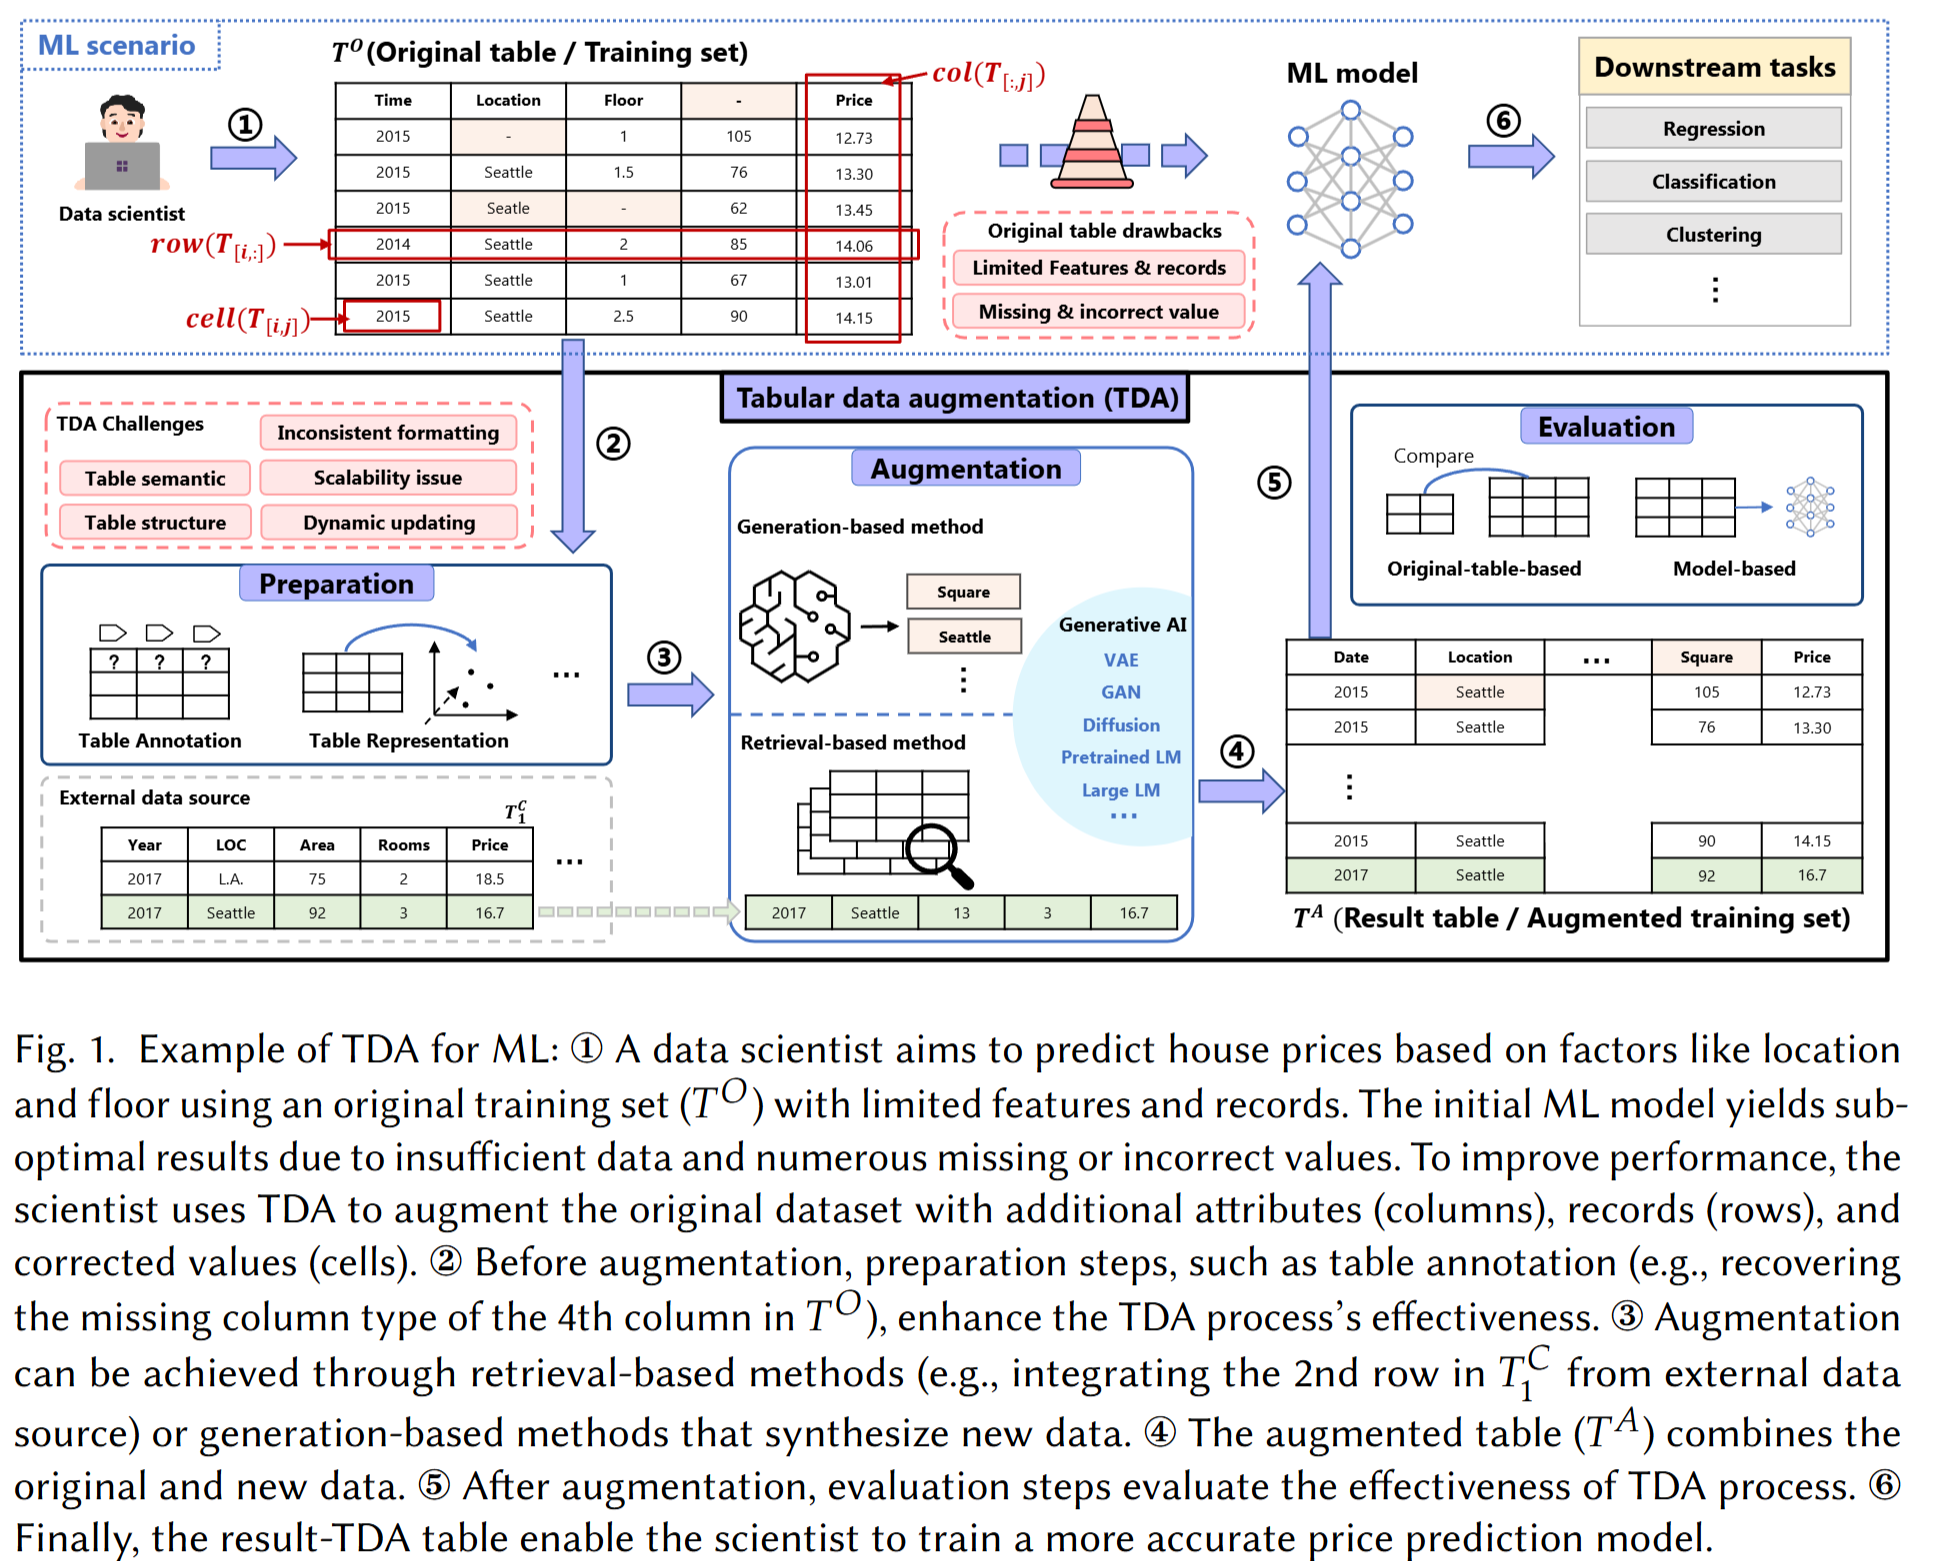 ML scenario
T^O (Original table / Training set)
col(T[:,j])
Time Location Floor - Price
2015 - 1 105 12.73
2015 Seattle 1.5 76 13.30
2015 Seatle - 62 13.45
2014 Seattle 2 85 14.06
2015 Seattle 1 67 13.01
2015 Seattle 2.5 90 14.15
①
Data scientist
row(T[i,:])
cell(T[i,j])
Original table drawbacks
Limited Features & records
Missing & incorrect value
ML model
⑥
Downstream tasks
Regression
Classification
Clustering
⋮
Tabular data augmentation (TDA)
TDA Challenges
Inconsistent formatting
Table semantic
Scalability issue
Table structure
Dynamic updating
②
Preparation
? ? ?
...
Table Annotation
Table Representation
External data source
T_1^C
Year LOC Area Rooms Price
2017 L.A. 75 2 18.5
2017 Seattle 92 3 16.7
...
③
Augmentation
Generation-based method
Square
Seattle
⋮
Generative AI
VAE
GAN
Diffusion
Pretrained LM
Large LM
...
Retrieval-based method
2017 Seattle 13 3 16.7
④
⑤
Evaluation
Compare
Original-table-based
Model-based
Date Location ... Square Price
2015 Seattle 105 12.73
2015 Seattle 76 13.30
⋮
2015 Seattle 90 14.15
2017 Seattle 92 16.7
T^A (Result table / Augmented training set)
Fig. 1. Example of TDA for ML: ① A data scientist aims to predict house prices based on factors like location
and floor using an original training set (T^O) with limited features and records. The initial ML model yields sub-
optimal results due to insufficient data and numerous missing or incorrect values. To improve performance, the
scientist uses TDA to augment the original dataset with additional attributes (columns), records (rows), and
corrected values (cells). ② Before augmentation, preparation steps, such as table annotation (e.g., recovering
the missing column type of the 4th column in T^O), enhance the TDA process's effectiveness. ③ Augmentation
can be achieved through retrieval-based methods (e.g., integrating the 2nd row in T_1^C from external data
source) or generation-based methods that synthesize new data. ④ The augmented table (T^A) combines the
original and new data. ⑤ After augmentation, evaluation steps evaluate the effectiveness of TDA process. ⑥
Finally, the result-TDA table enable the scientist to train a more accurate price prediction model.